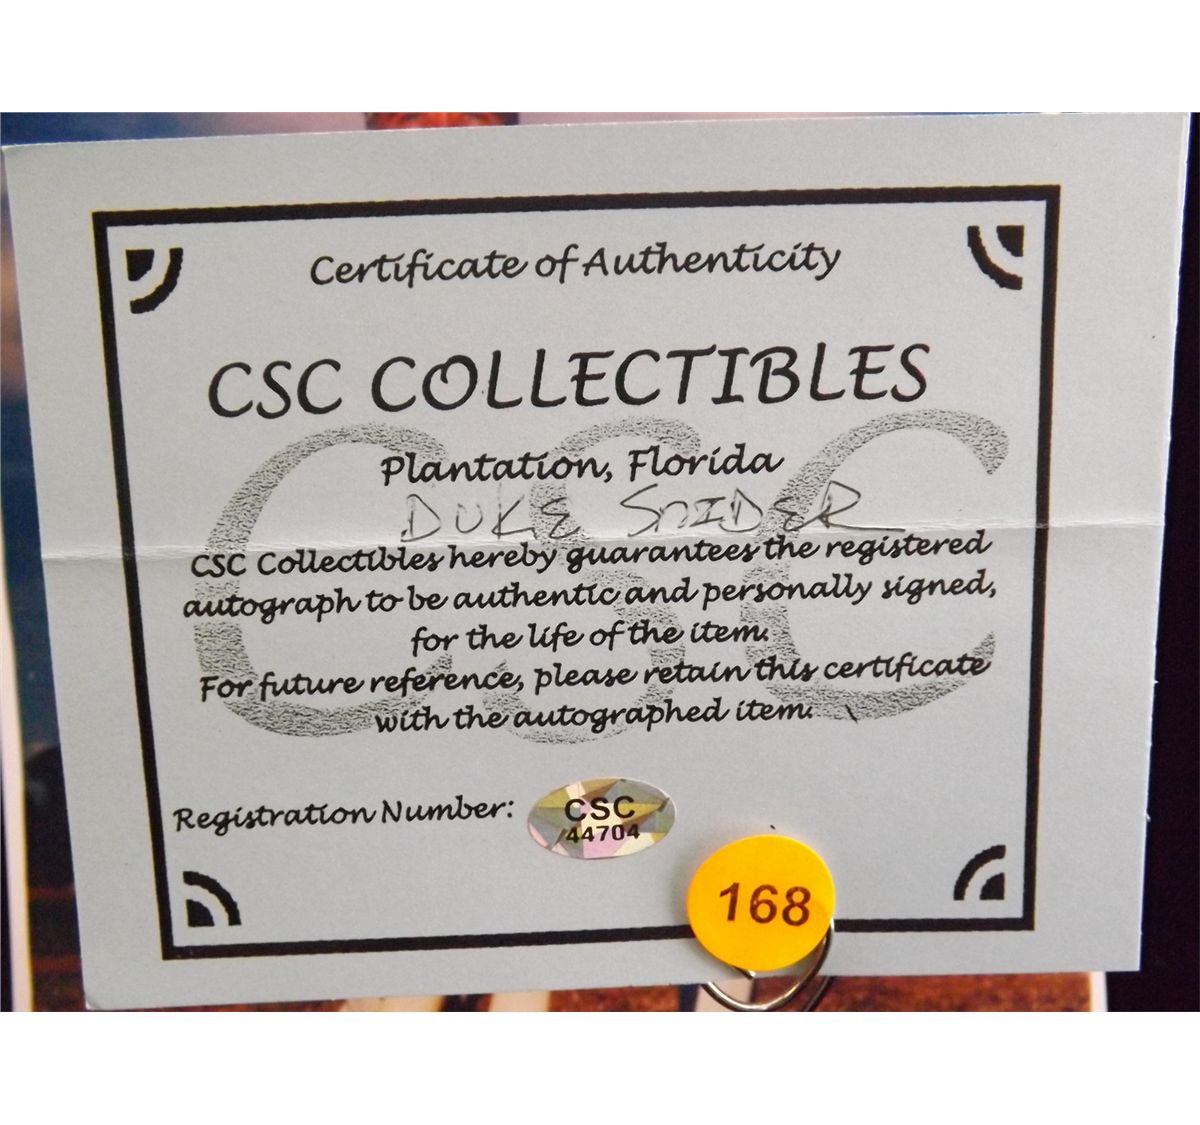 Certificate of Authenticity
CSC COLLECTIBLES
CSC
Plantation, Florida
DUKE SNIDER
CSC Collectibles hereby guarantees the registered
autograph to be authentic and personally signed,
for the life of the item.
For future reference, please retain this certificate
with the autographed item.
Registration Number:
CSC
44704
168